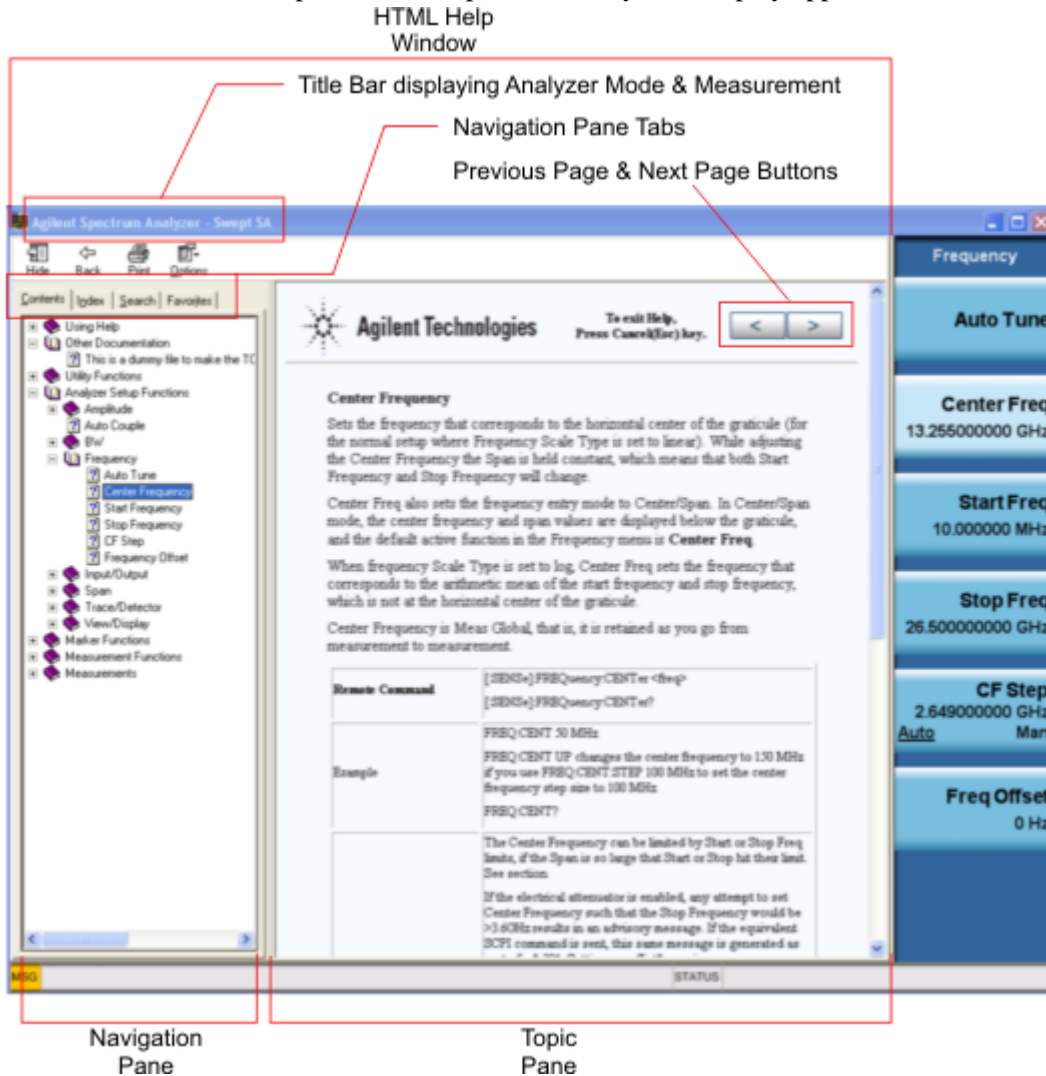 HTML Help
Window
Title Bar displaying Analyzer Mode & Measurement
Navigation Pane Tabs
Previous Page & Next Page Buttons
Agilent Spectrum Analyzer - Swept SA
Hide Back Print Options
Contents Index Search Favorites
Using Help
Other Documentation
This is a dummy file to make the TC
Utility Functions
Analyzer Setup Functions
Amplitude
Auto Couple
BW
Frequency
Auto Tune
Center Frequency
Start Frequency
Stop Frequency
CF Step
Frequency Offset
Input/Output
Span
Trace/Detector
View/Display
Marker Functions
Measurement Functions
Measurements
Agilent Technologies
To exit Help,
Press Cancel(Esc) key.
< >
Center Frequency
Sets the frequency that corresponds to the horizontal center of the graticule (for
the normal setup where Frequency Scale Type is set to linear). While adjusting
the Center Frequency the Span is held constant, which means that both Start
Frequency and Stop Frequency will change.
Center Freq also sets the frequency entry mode to Center/Span. In Center/Span
mode, the center frequency and span values are displayed below the graticule,
and the default active function in the Frequency menu is Center Freq.
When frequency Scale Type is set to log, Center Freq sets the frequency that
corresponds to the arithmetic mean of the start frequency and stop frequency,
which is not at the horizontal center of the graticule.
Center Frequency is Meas Global, that is, it is retained as you go from
measurement to measurement.
Remote Command
[:SENSe]:FREQuency:CENTer <freq>
[:SENSe]:FREQuency:CENTer?
Example
FREQ:CENT 50 MHz
FREQ:CENT UP changes the center frequency to 150 MHz
if you use FREQ:CENT:STEP 100 MHz to set the center
frequency step size to 100 MHz
FREQ:CENT?
The Center Frequency can be limited by Start or Stop Freq
limits, if the Span is so large that Start or Stop hit their limit.
See section
If the electrical attenuator is enabled, any attempt to set
Center Frequency such that the Stop Frequency would be
>3.6GHz results in an advisory message. If the equivalent
SCPI command is sent, this same message is generated as
Frequency
Auto Tune
Center Freq
13.255000000 GHz
Start Freq
10.000000 MHz
Stop Freq
26.500000000 GHz
CF Step
2.649000000 GHz
Auto Man
Freq Offset
0 Hz
MSG
STATUS
Navigation
Pane
Topic
Pane